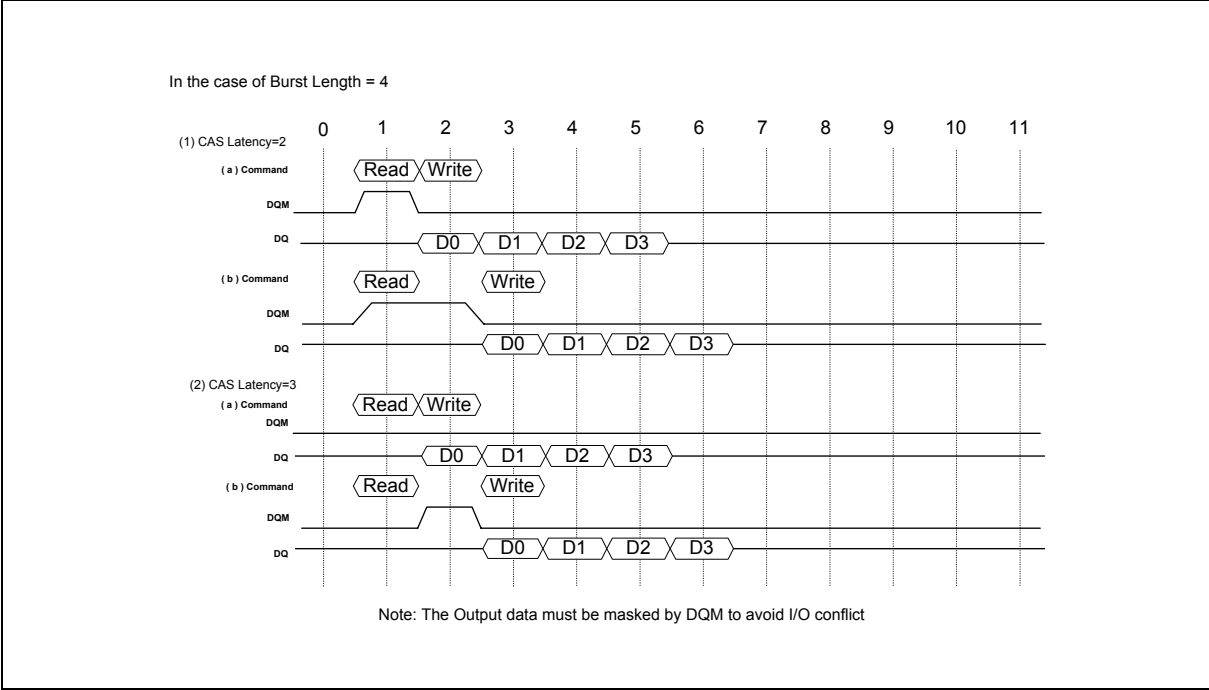 In the case of Burst Length = 4
0 1 2 3 4 5 6 7 8 9 10 11
(1) CAS Latency=2
( a ) Command Read Write
DQM
DQ D0 D1 D2 D3
( b ) Command Read Write
DQM
DQ D0 D1 D2 D3
(2) CAS Latency=3
( a ) Command Read Write
DQM
DQ D0 D1 D2 D3
( b ) Command Read Write
DQM
DQ D0 D1 D2 D3
Note: The Output data must be masked by DQM to avoid I/O conflict